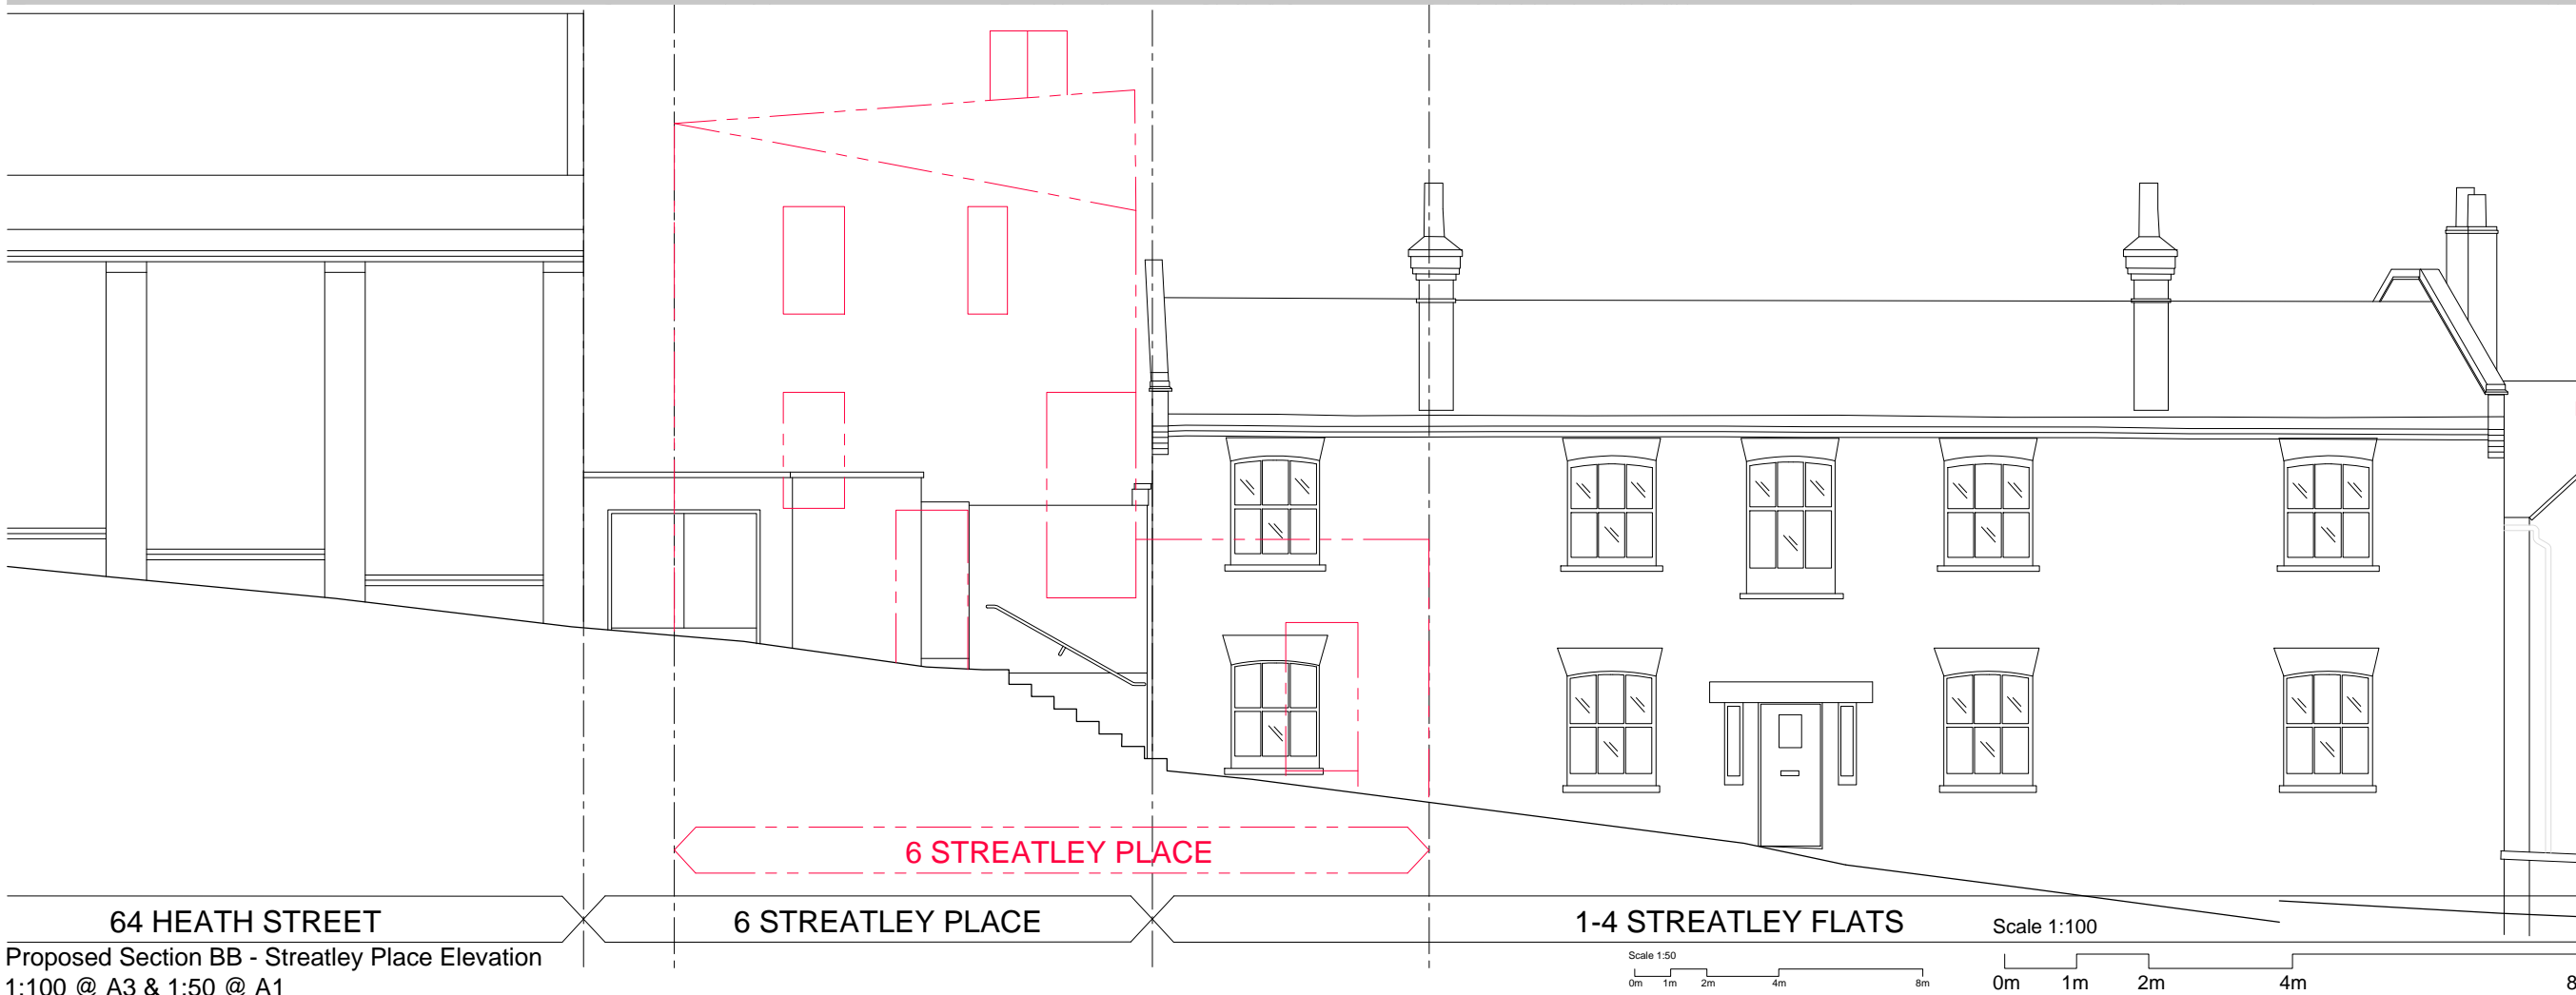 6 STREATLEY PLACE
64 HEATH STREET
6 STREATLEY PLACE
1-4 STREATLEY FLATS
Scale 1:100
Proposed Section BB - Streatley Place Elevation
1:100 @ A3 & 1:50 @ A1
Scale 1:50
0m 1m 2m 4m 8m
0m 1m 2m 4m 8